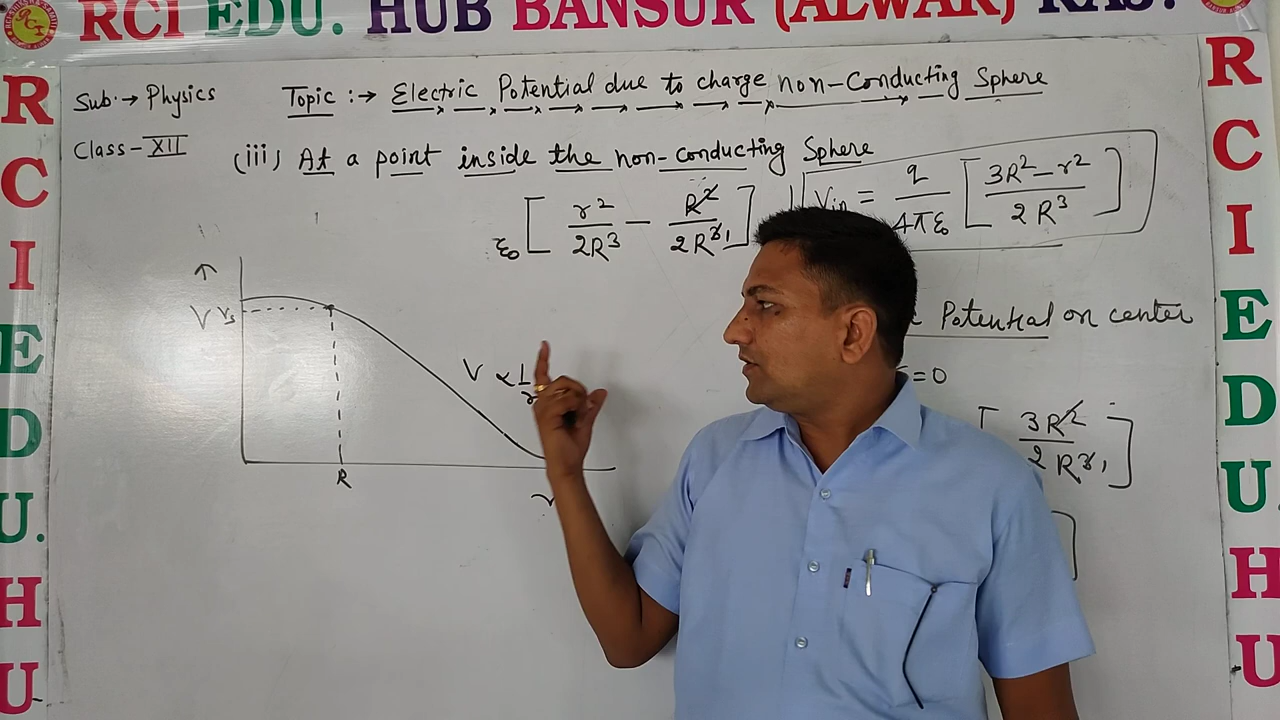 RCI EDU. HUB BANSUR (ALWAR) RAJ.
R
C
I
E
D
U.
H
U
Sub.→ Physics Topic :→ Electric Potential due to charge non-Conducting Sphere
Class-XII (iii) At a point inside the non-conducting Sphere
ε0 [ r²/2R³ − R²/2R³ 1 ] Vin = q/4πε0 [ 3R²−r²/2R³ ]
↑
V Vs
V ∝ 1/r
R
r
Potential on center
=0
[ 3R²/2R³ 1 ]
R
C
I
E
D
U
H
U